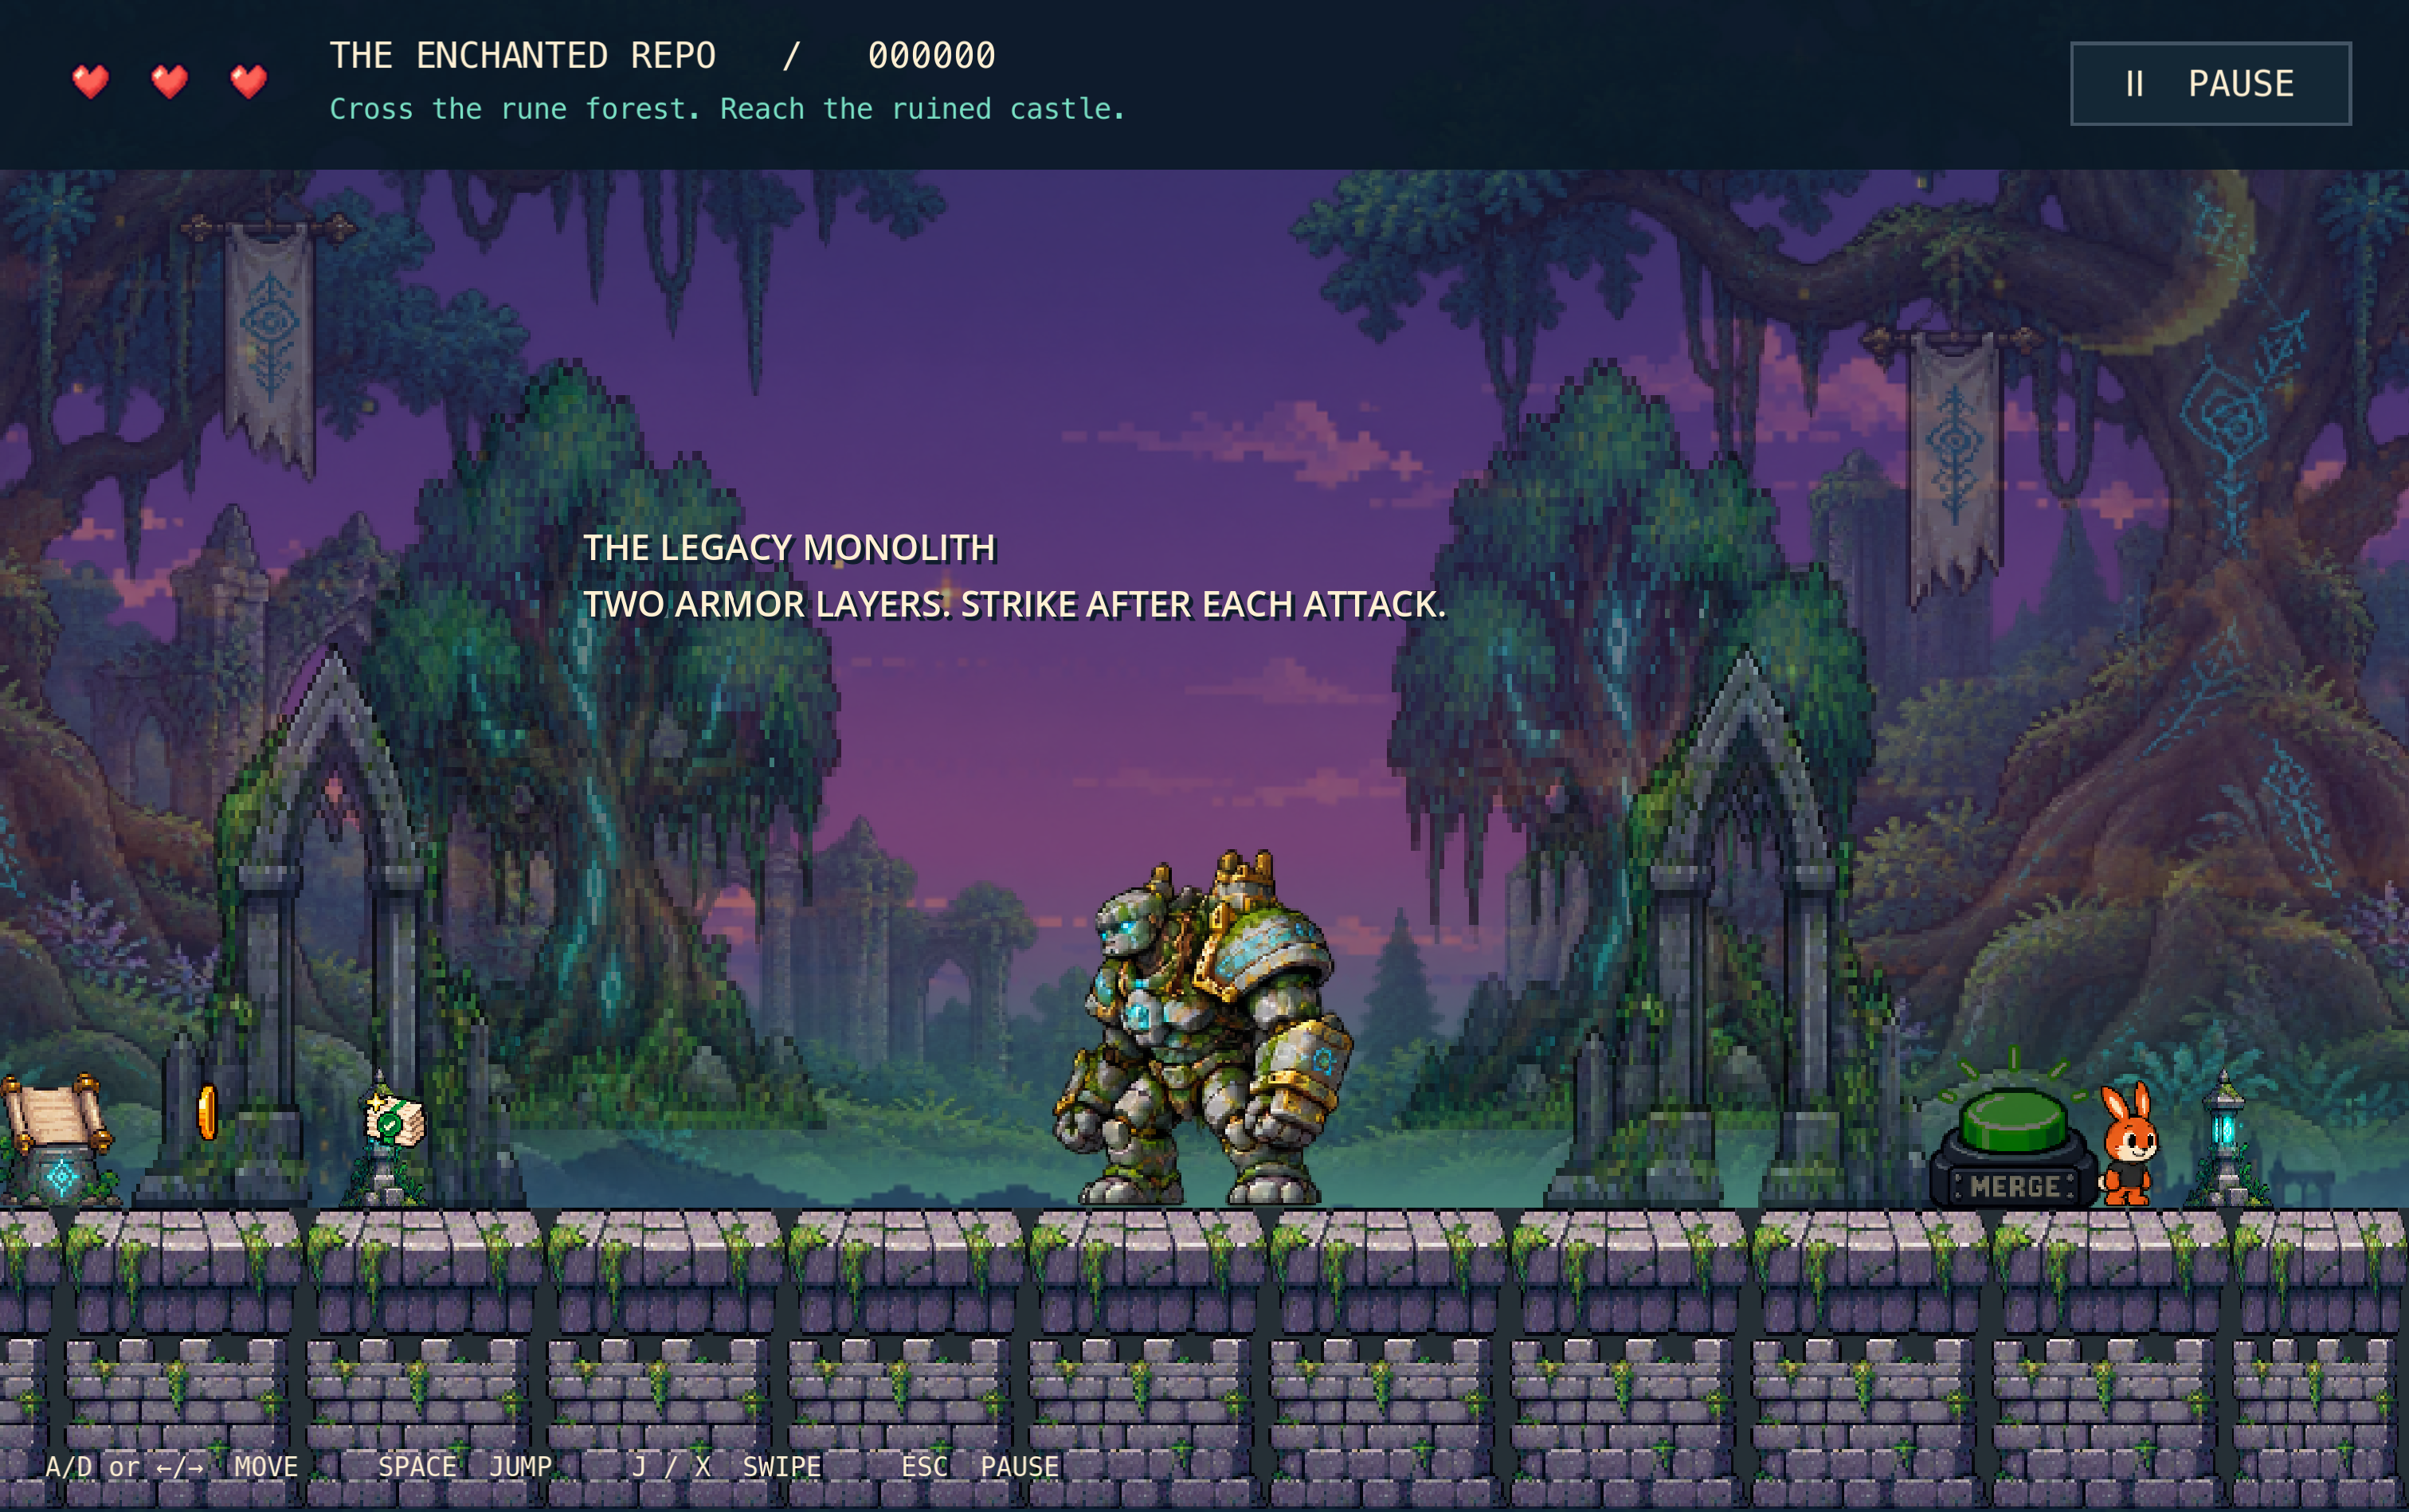 THE ENCHANTED REPO / 000000
Cross the rune forest. Reach the ruined castle.
II PAUSE
THE LEGACY MONOLITH
TWO ARMOR LAYERS. STRIKE AFTER EACH ATTACK.
MERGE
A/D or ←/→ MOVE SPACE JUMP J / X SWIPE ESC PAUSE